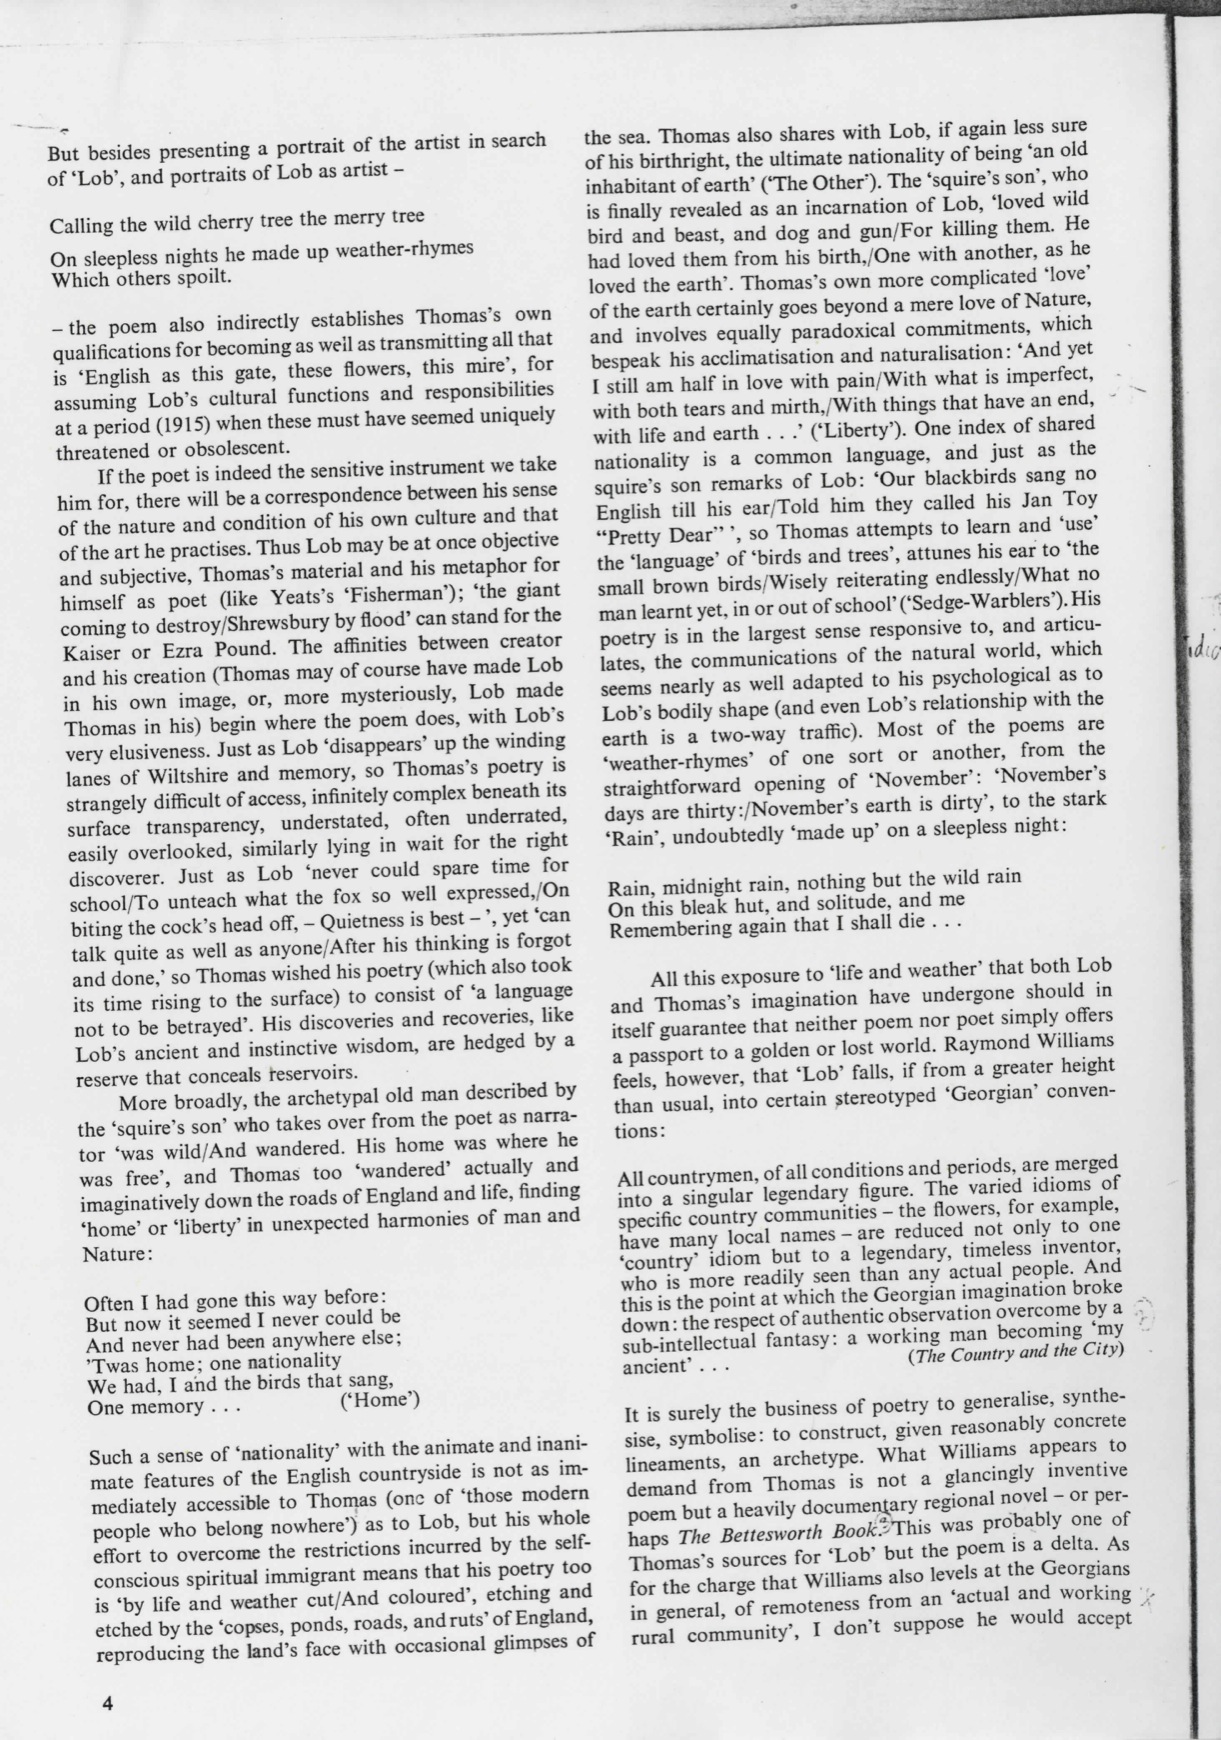 But besides presenting a portrait of the artist in search
of ‘Lob’, and portraits of Lob as artist –
Calling the wild cherry tree the merry tree
On sleepless nights he made up weather-rhymes
Which others spoilt.
– the poem also indirectly establishes Thomas’s own
qualifications for becoming as well as transmitting all that
is ‘English as this gate, these flowers, this mire’, for
assuming Lob’s cultural functions and responsibilities
at a period (1915) when these must have seemed uniquely
threatened or obsolescent.
If the poet is indeed the sensitive instrument we take
him for, there will be a correspondence between his sense
of the nature and condition of his own culture and that
of the art he practises. Thus Lob may be at once objective
and subjective, Thomas’s material and his metaphor for
himself as poet (like Yeats’s ‘Fisherman’); ‘the giant
coming to destroy/Shrewsbury by flood’ can stand for the
Kaiser or Ezra Pound. The affinities between creator
and his creation (Thomas may of course have made Lob
in his own image, or, more mysteriously, Lob made
Thomas in his) begin where the poem does, with Lob’s
very elusiveness. Just as Lob ‘disappears’ up the winding
lanes of Wiltshire and memory, so Thomas’s poetry is
strangely difficult of access, infinitely complex beneath its
surface transparency, understated, often underrated,
easily overlooked, similarly lying in wait for the right
discoverer. Just as Lob ‘never could spare time for
school/To unteach what the fox so well expressed,/On
biting the cock’s head off, – Quietness is best – ’, yet ‘can
talk quite as well as anyone/After his thinking is forgot
and done,’ so Thomas wished his poetry (which also took
its time rising to the surface) to consist of ‘a language
not to be betrayed’. His discoveries and recoveries, like
Lob’s ancient and instinctive wisdom, are hedged by a
reserve that conceals reservoirs.
More broadly, the archetypal old man described by
the ‘squire’s son’ who takes over from the poet as narra-
tor ‘was wild/And wandered. His home was where he
was free’, and Thomas too ‘wandered’ actually and
imaginatively down the roads of England and life, finding
‘home’ or ‘liberty’ in unexpected harmonies of man and
Nature:
Often I had gone this way before:
But now it seemed I never could be
And never had been anywhere else;
’Twas home; one nationality
We had, I and the birds that sang,
One memory . . . (‘Home’)
Such a sense of ‘nationality’ with the animate and inani-
mate features of the English countryside is not as im-
mediately accessible to Thomas (one of ‘those modern
people who belong nowhere’) as to Lob, but his whole
effort to overcome the restrictions incurred by the self-
conscious spiritual immigrant means that his poetry too
is ‘by life and weather cut/And coloured’, etching and
etched by the ‘copses, ponds, roads, and ruts’ of England,
reproducing the land’s face with occasional glimpses of
4
the sea. Thomas also shares with Lob, if again less sure
of his birthright, the ultimate nationality of being ‘an old
inhabitant of earth’ (‘The Other’). The ‘squire’s son’, who
is finally revealed as an incarnation of Lob, ‘loved wild
bird and beast, and dog and gun/For killing them. He
had loved them from his birth,/One with another, as he
loved the earth’. Thomas’s own more complicated ‘love’
of the earth certainly goes beyond a mere love of Nature,
and involves equally paradoxical commitments, which
bespeak his acclimatisation and naturalisation: ‘And yet
I still am half in love with pain/With what is imperfect,
with both tears and mirth,/With things that have an end,
with life and earth . . .’ (‘Liberty’). One index of shared
nationality is a common language, and just as the
squire’s son remarks of Lob: ‘Our blackbirds sang no
English till his ear/Told him they called his Jan Toy
“Pretty Dear” ’, so Thomas attempts to learn and ‘use’
the ‘language’ of ‘birds and trees’, attunes his ear to ‘the
small brown birds/Wisely reiterating endlessly/What no
man learnt yet, in or out of school’ (‘Sedge-Warblers’). His
poetry is in the largest sense responsive to, and articu-
lates, the communications of the natural world, which
seems nearly as well adapted to his psychological as to
Lob’s bodily shape (and even Lob’s relationship with the
earth is a two-way traffic). Most of the poems are
‘weather-rhymes’ of one sort or another, from the
straightforward opening of ‘November’: ‘November’s
days are thirty:/November’s earth is dirty’, to the stark
‘Rain’, undoubtedly ‘made up’ on a sleepless night:
Rain, midnight rain, nothing but the wild rain
On this bleak hut, and solitude, and me
Remembering again that I shall die . . .
All this exposure to ‘life and weather’ that both Lob
and Thomas’s imagination have undergone should in
itself guarantee that neither poem nor poet simply offers
a passport to a golden or lost world. Raymond Williams
feels, however, that ‘Lob’ falls, if from a greater height
than usual, into certain stereotyped ‘Georgian’ conven-
tions:
All countrymen, of all conditions and periods, are merged
into a singular legendary figure. The varied idioms of
specific country communities – the flowers, for example,
have many local names – are reduced not only to one
‘country’ idiom but to a legendary, timeless inventor,
who is more readily seen than any actual people. And
this is the point at which the Georgian imagination broke
down: the respect of authentic observation overcome by a
sub-intellectual fantasy: a working man becoming ‘my
ancient’ . . . (The Country and the City)
It is surely the business of poetry to generalise, synthe-
sise, symbolise: to construct, given reasonably concrete
lineaments, an archetype. What Williams appears to
demand from Thomas is not a glancingly inventive
poem but a heavily documentary regional novel – or per-
haps The Bettesworth Book. This was probably one of
Thomas’s sources for ‘Lob’ but the poem is a delta. As
for the charge that Williams also levels at the Georgians
in general, of remoteness from an ‘actual and working
rural community’, I don’t suppose he would accept